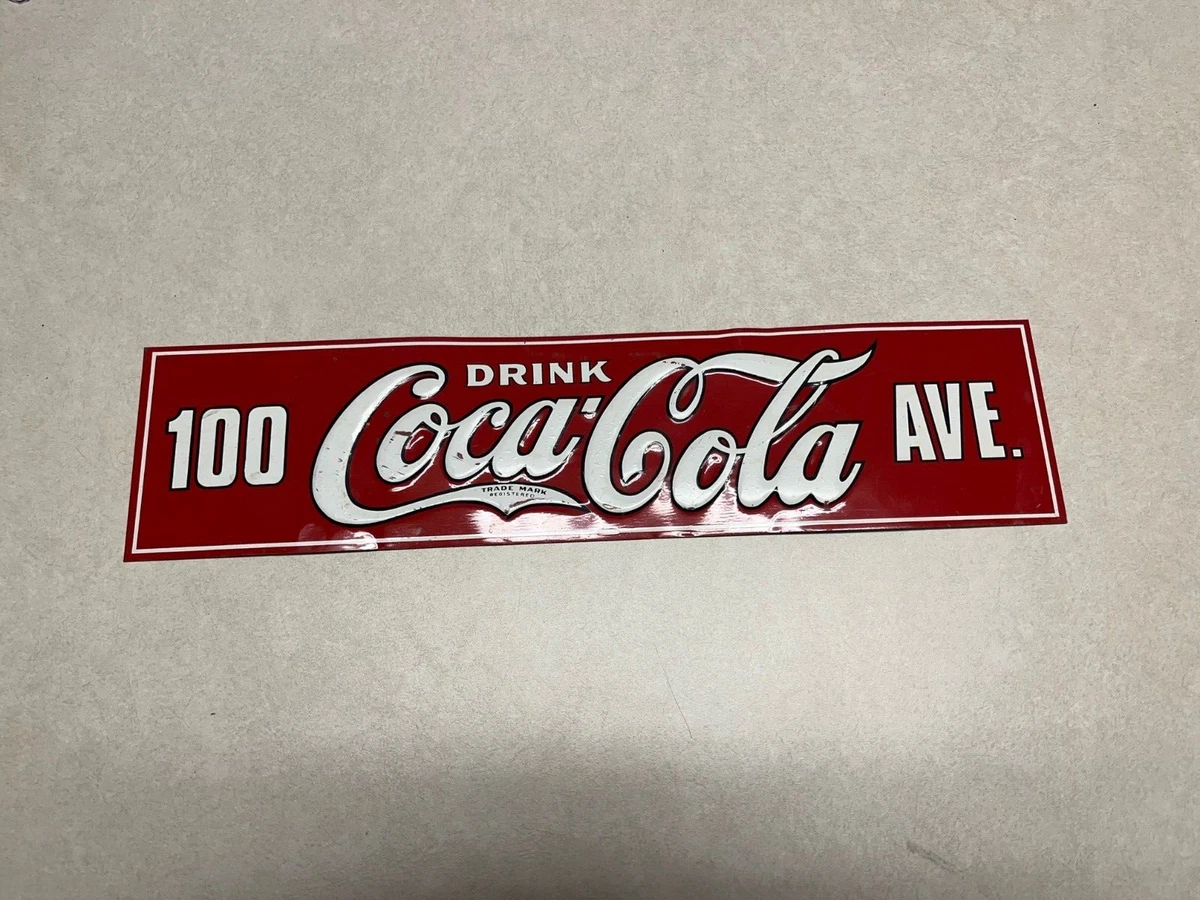 DRINK
100 Coca-Cola AVE.
TRADE MARK
REGISTERED